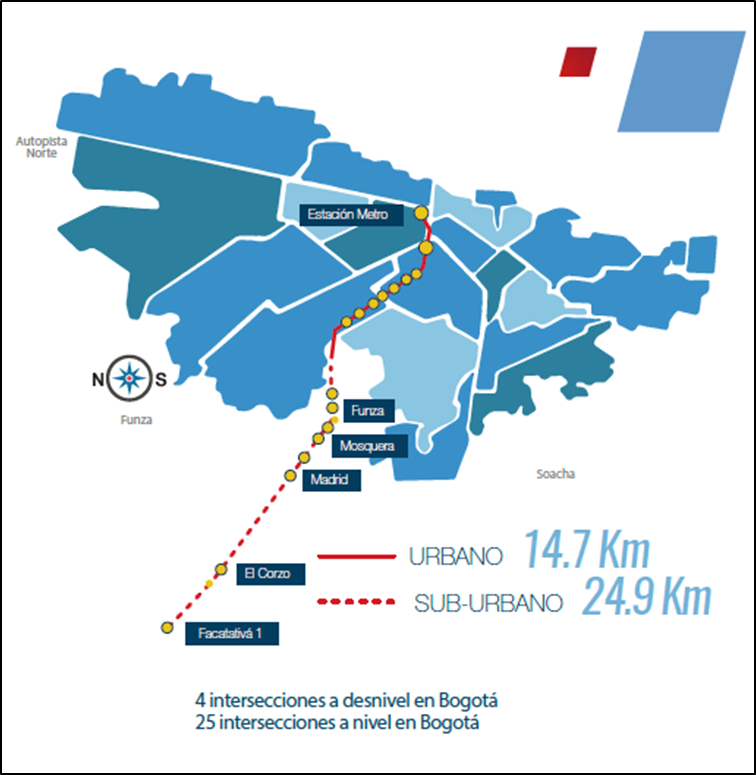 Autopista
Norte
Estación Metro
N S
Funza
Funza
Mosquera
Madrid
Soacha
URBANO 14.7 Km
El Corzo
SUB-URBANO 24.9 Km
Facatativá 1
4 intersecciones a desnivel en Bogotá
25 intersecciones a nivel en Bogotá